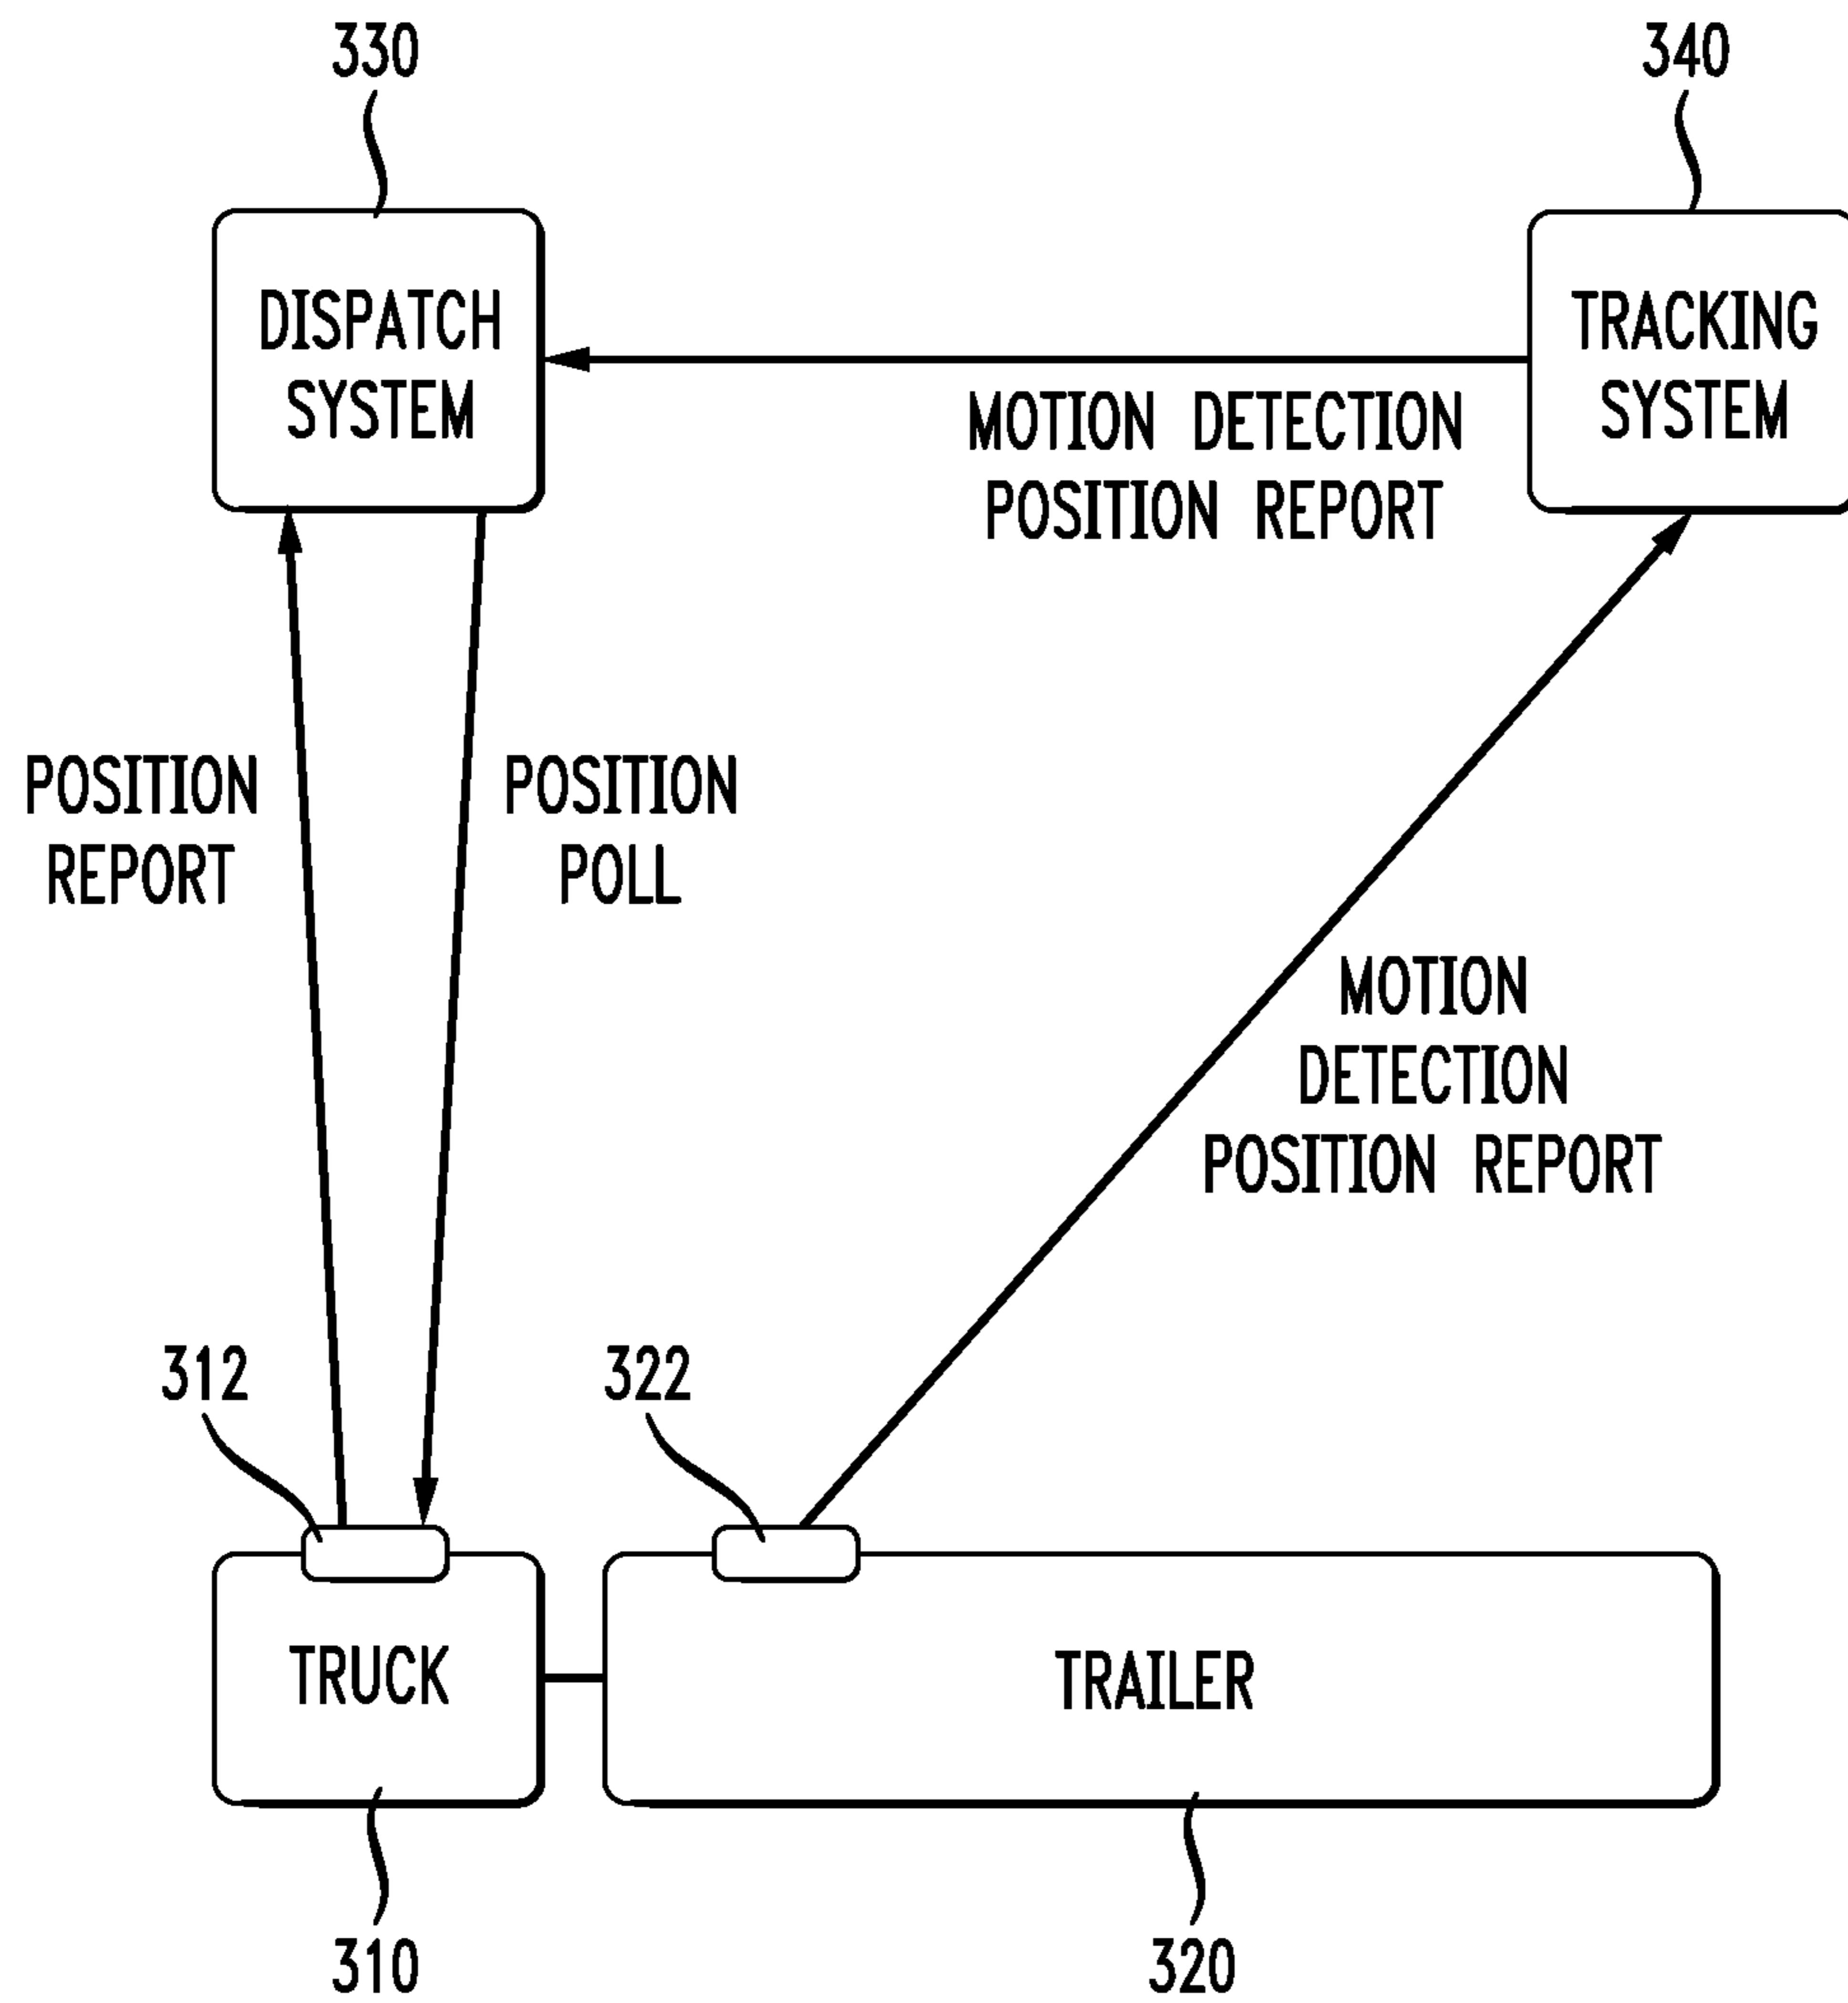 330
340
DISPATCH
SYSTEM
TRACKING
SYSTEM
MOTION DETECTION
POSITION REPORT
POSITION
REPORT
POSITION
POLL
MOTION
DETECTION
POSITION REPORT
312
322
TRUCK
TRAILER
310
320